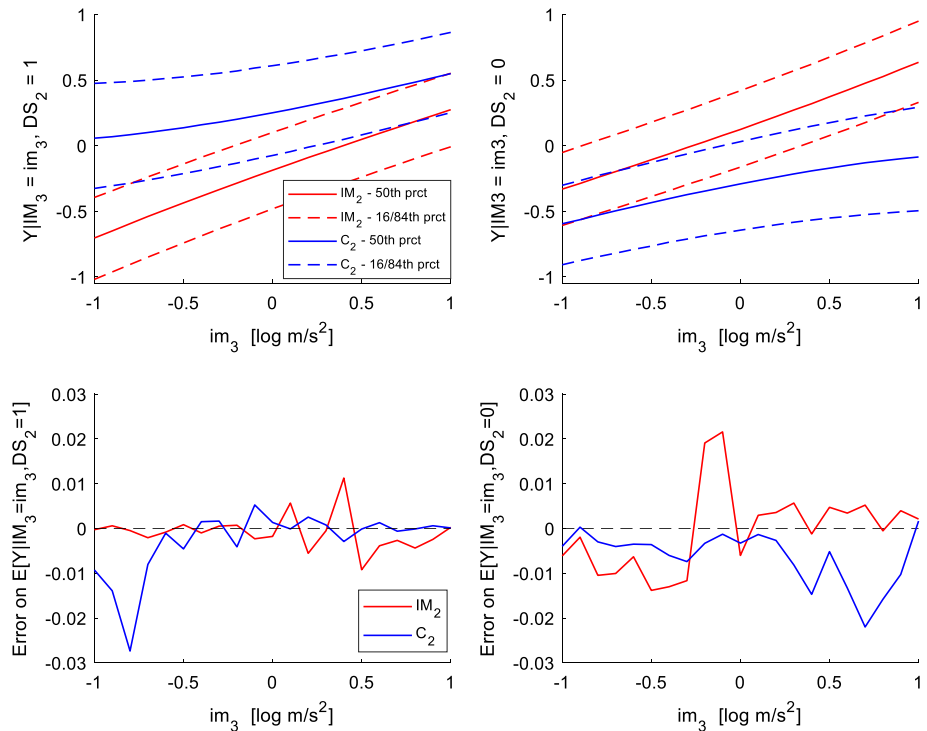 Y|IM3 = im3, DS2 = 1
1
0.5
0
-0.5
-1
-1 -0.5 0 0.5 1
im3 [log m/s2]
IM2 - 50th prct
IM2 - 16/84th prct
C2 - 50th prct
C2 - 16/84th prct
Y|IM3 = im3, DS2 = 0
1
0.5
0
-0.5
-1
-1 -0.5 0 0.5 1
im3 [log m/s2]
Error on E[Y|IM3=im3,DS2=1]
0.03
0.02
0.01
0
-0.01
-0.02
-0.03
-1 -0.5 0 0.5 1
im3 [log m/s2]
IM2
C2
Error on E[Y|IM3=im3,DS2=0]
0.03
0.02
0.01
0
-0.01
-0.02
-0.03
-1 -0.5 0 0.5 1
im3 [log m/s2]